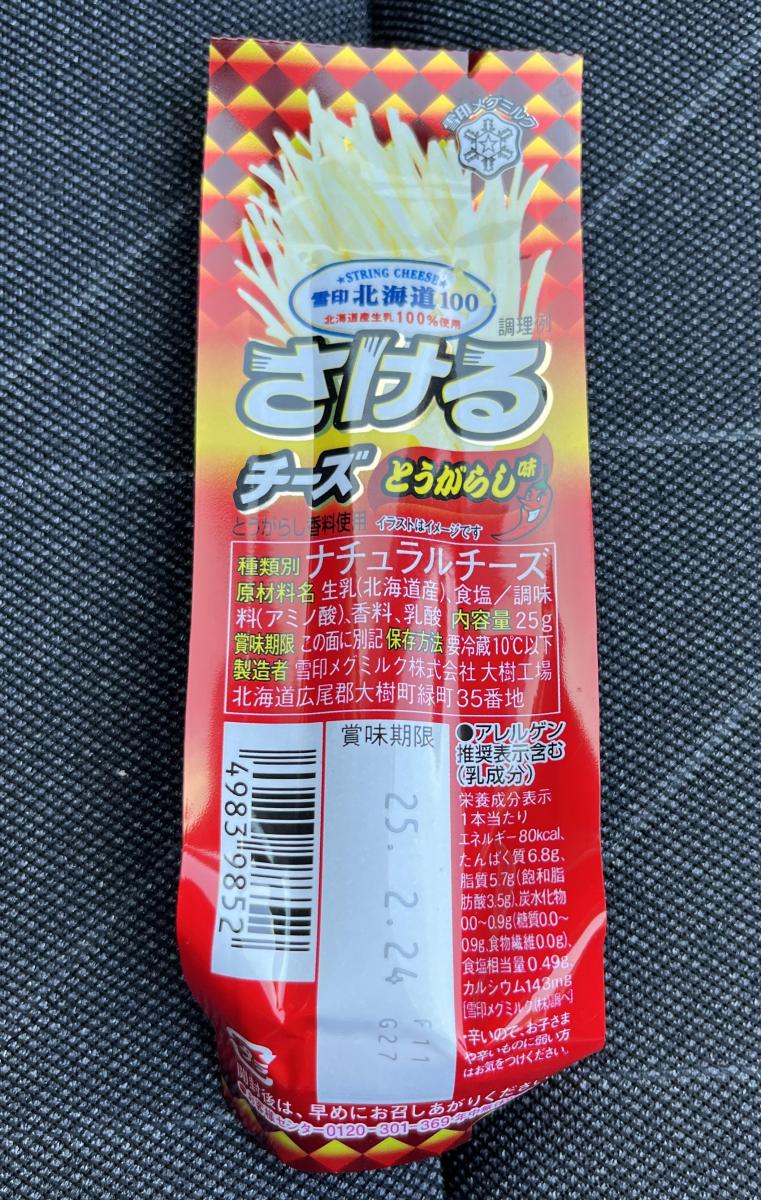 雪印メグミルク
★STRING CHEESE★
雪印 北海道100
北海道産生乳100%使用
調理例
さける
チーズ とうがらし味
とうがらし香料使用 イラストはイメージです
種類別 ナチュラルチーズ
原材料名 生乳(北海道産)、食塩／調味
料(アミノ酸)、香料、乳酸 内容量 25g
賞味期限 この面に別記 保存方法 要冷蔵10℃以下
製造者 雪印メグミルク株式会社 大樹工場
北海道広尾郡大樹町緑町35番地
4983 9852
賞味期限
25. 2.24
F11
G27
●アレルゲン
推奨表示含む
(乳成分)
栄養成分表示
1本当たり
エネルギー80kcal、
たんぱく質6.8g、
脂質5.7g(飽和脂
肪酸3.5g)、炭水化物
0.0～0.9g(糖質0.0～
0.9g、食物繊維0.0g)、
食塩相当量0.49g、
カルシウム143mg
[雪印メグミルク(株)調べ]
・辛いので、お子さま
や辛いものに弱い方
はお気をつけください。
開封後は、早めにお召しあがりください
センター0120-301-369